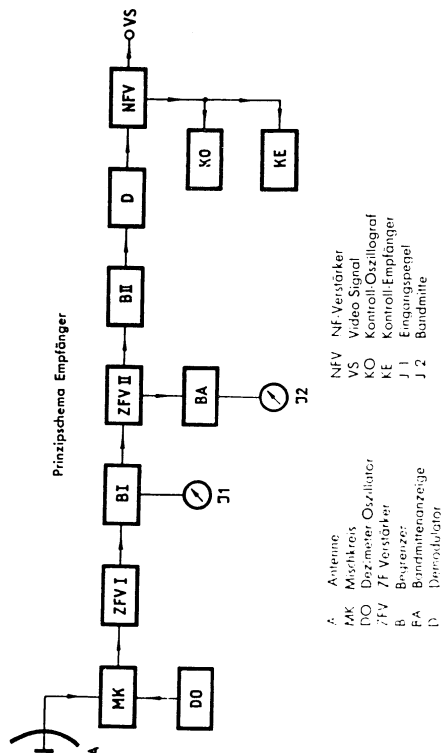 Prinzipschema Empfänger
A
MK
DO
ZFV I
B I
J1
ZFV II
BA
J2
B II
D
NFV
VS
KO
KE
A Antenne
MK Mischkreis
DO Dezimeter Oszillator
ZFV ZF Verstärker
B Begrenzer
BA Bandmittenanzeige
D Demodulator
NFV NF-Verstärker
VS Video Signal
KO Kontroll-Oszillograf
KE Kontroll-Empfänger
J 1 Eingangspegel
J 2 Bandmitte